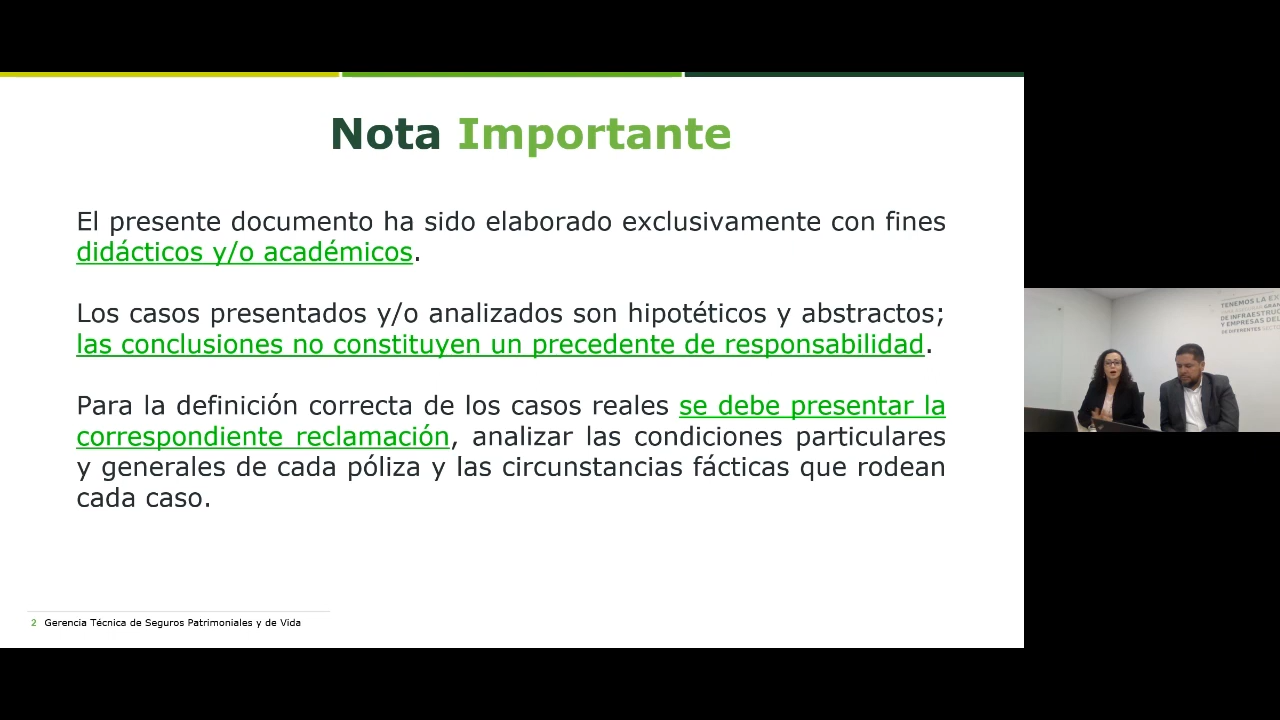 Nota Importante
El presente documento ha sido elaborado exclusivamente con fines
didácticos y/o académicos.
Los casos presentados y/o analizados son hipotéticos y abstractos;
las conclusiones no constituyen un precedente de responsabilidad.
Para la definición correcta de los casos reales se debe presentar la
correspondiente reclamación, analizar las condiciones particulares
y generales de cada póliza y las circunstancias fácticas que rodean
cada caso.
2 Gerencia Técnica de Seguros Patrimoniales y de Vida
TENEMOS LA EX
DE INFRAESTRUC
Y EMPRESAS DEL